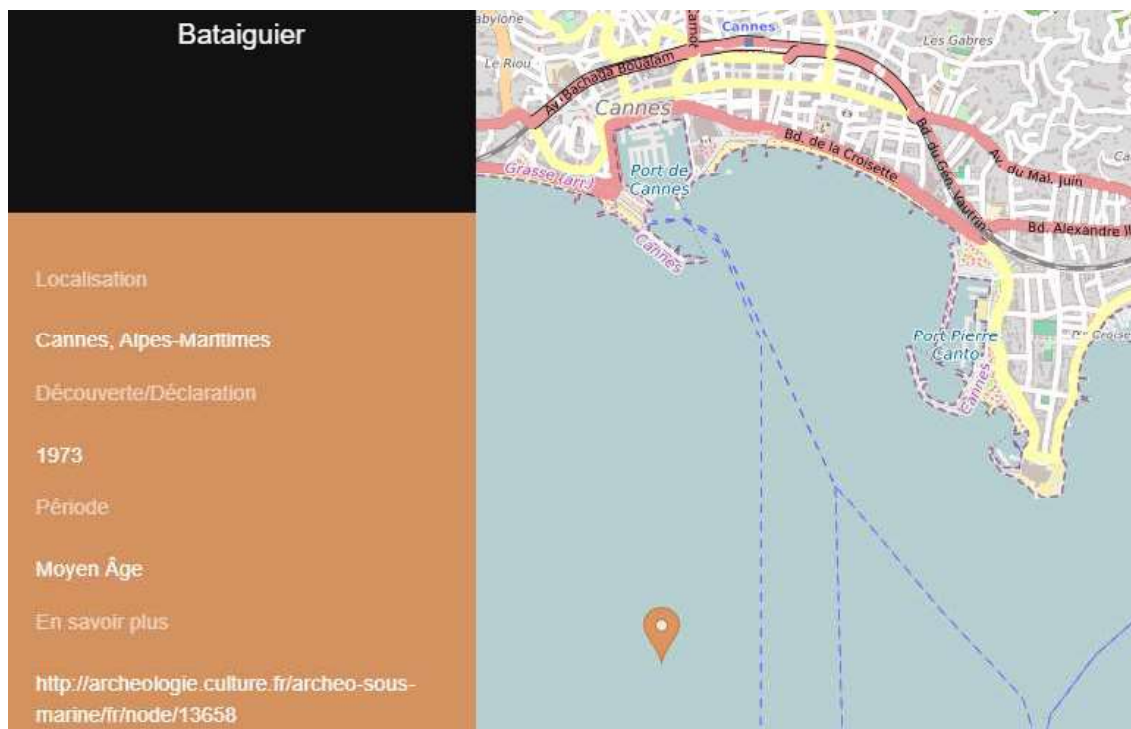 Bataiguier
Localisation
Cannes, Alpes-Maritimes
Découverte/Déclaration
1973
Période
Moyen Âge
En savoir plus
http://archeologie.culture.fr/archeo-sous-
marine/fr/node/13658
Cannes
Les Gabres
Le Riou
Av. Bachaga Boualam
Cannes
Bd. de la Croisette
Bd. du Gén. Vautrin
Av. du Mal. Juin
Grasse (arr.)
Port de
Cannes
Cannes
Bd. Alexandre II
Port Pierre
Canto
Cannes